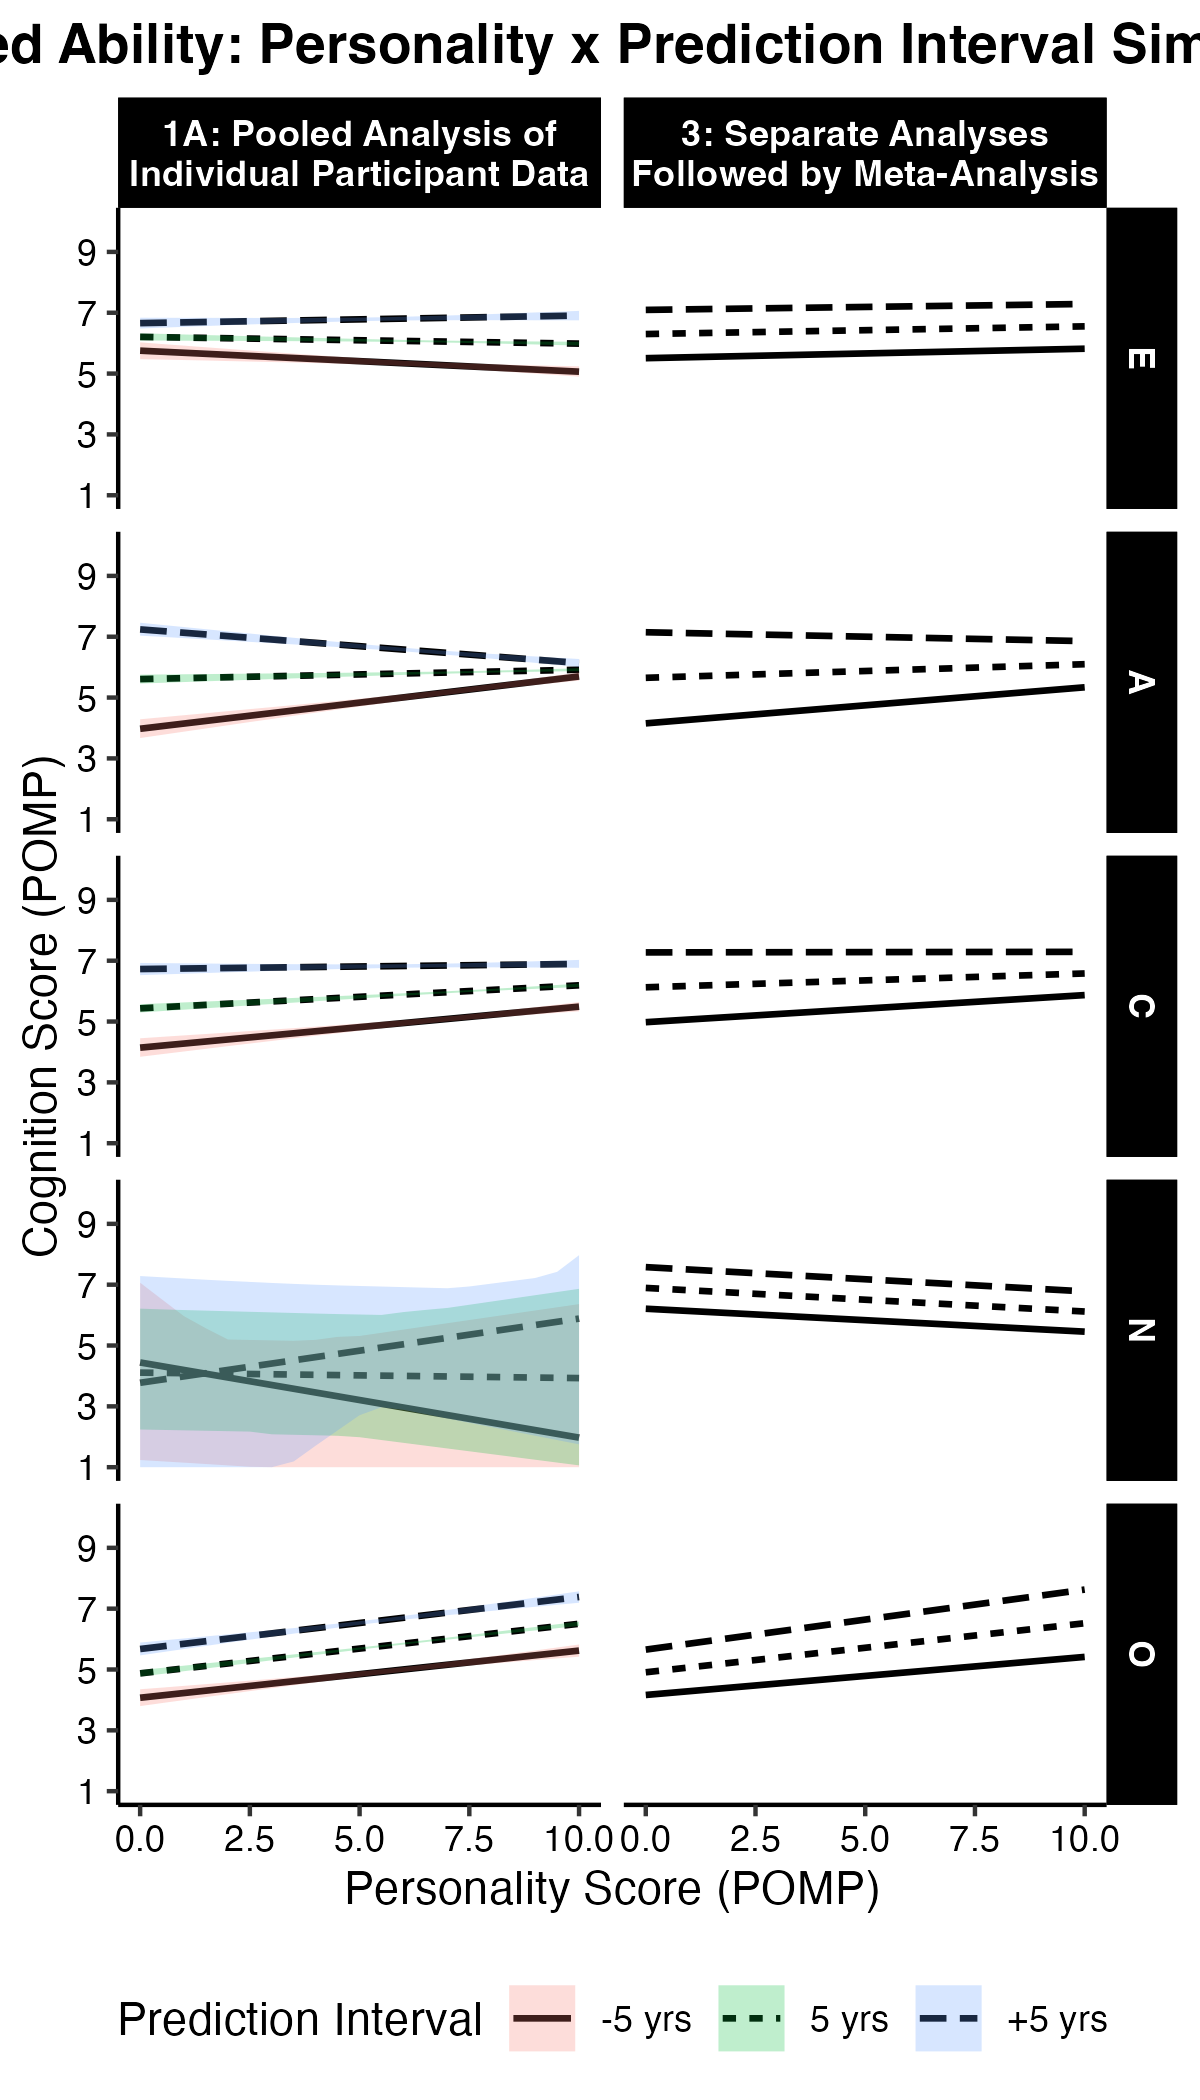 ed Ability: Personality x Prediction Interval Sim
1A: Pooled Analysis of
Individual Participant Data
3: Separate Analyses
Followed by Meta-Analysis
Cognition Score (POMP)
9
7
5
3
1
E
9
7
5
3
1
A
9
7
5
3
1
C
9
7
5
3
1
N
9
7
5
3
1
O
0.0 2.5 5.0 7.5 10.0
0.0 2.5 5.0 7.5 10.0
Personality Score (POMP)
Prediction Interval -5 yrs 5 yrs +5 yrs